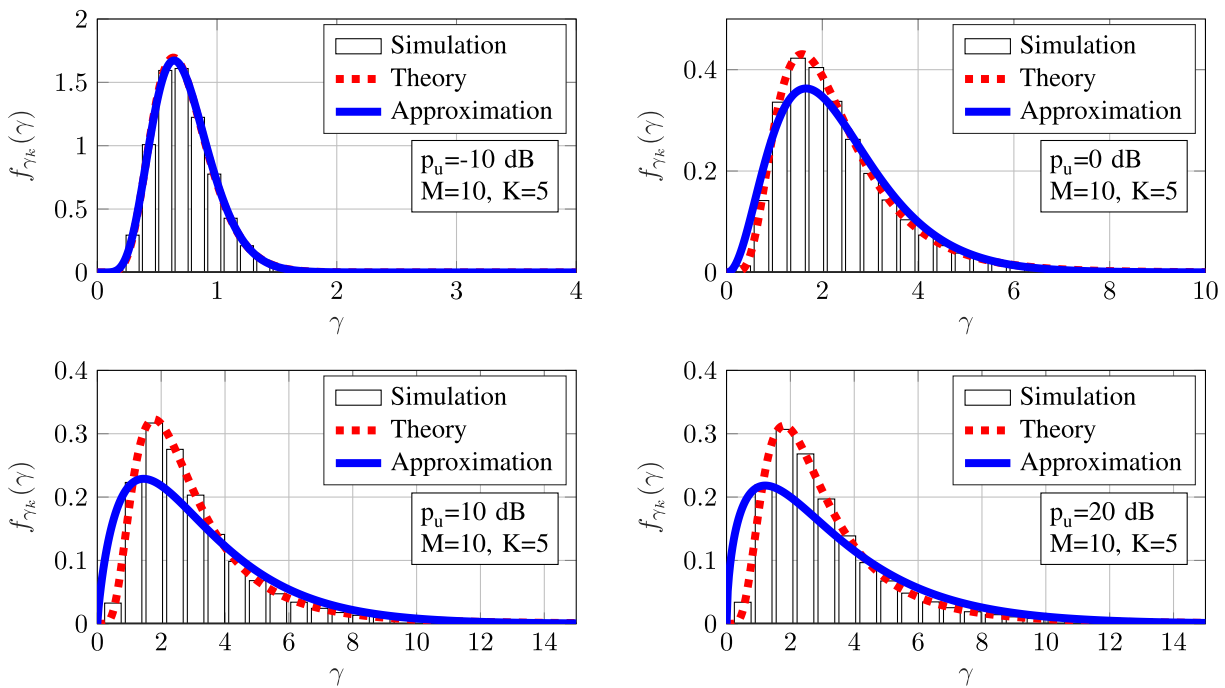 2
1.5
1
0.5
0
f_{γ_k}(γ)
Simulation
Theory
Approximation
p_u=-10 dB
M=10, K=5
0 1 2 3 4
γ
0.4
0.2
0
f_{γ_k}(γ)
Simulation
Theory
Approximation
p_u=0 dB
M=10, K=5
0 2 4 6 8 10
γ
0.4
0.3
0.2
0.1
0
f_{γ_k}(γ)
Simulation
Theory
Approximation
p_u=10 dB
M=10, K=5
0 2 4 6 8 10 12 14
γ
0.4
0.3
0.2
0.1
0
f_{γ_k}(γ)
Simulation
Theory
Approximation
p_u=20 dB
M=10, K=5
0 2 4 6 8 10 12 14
γ